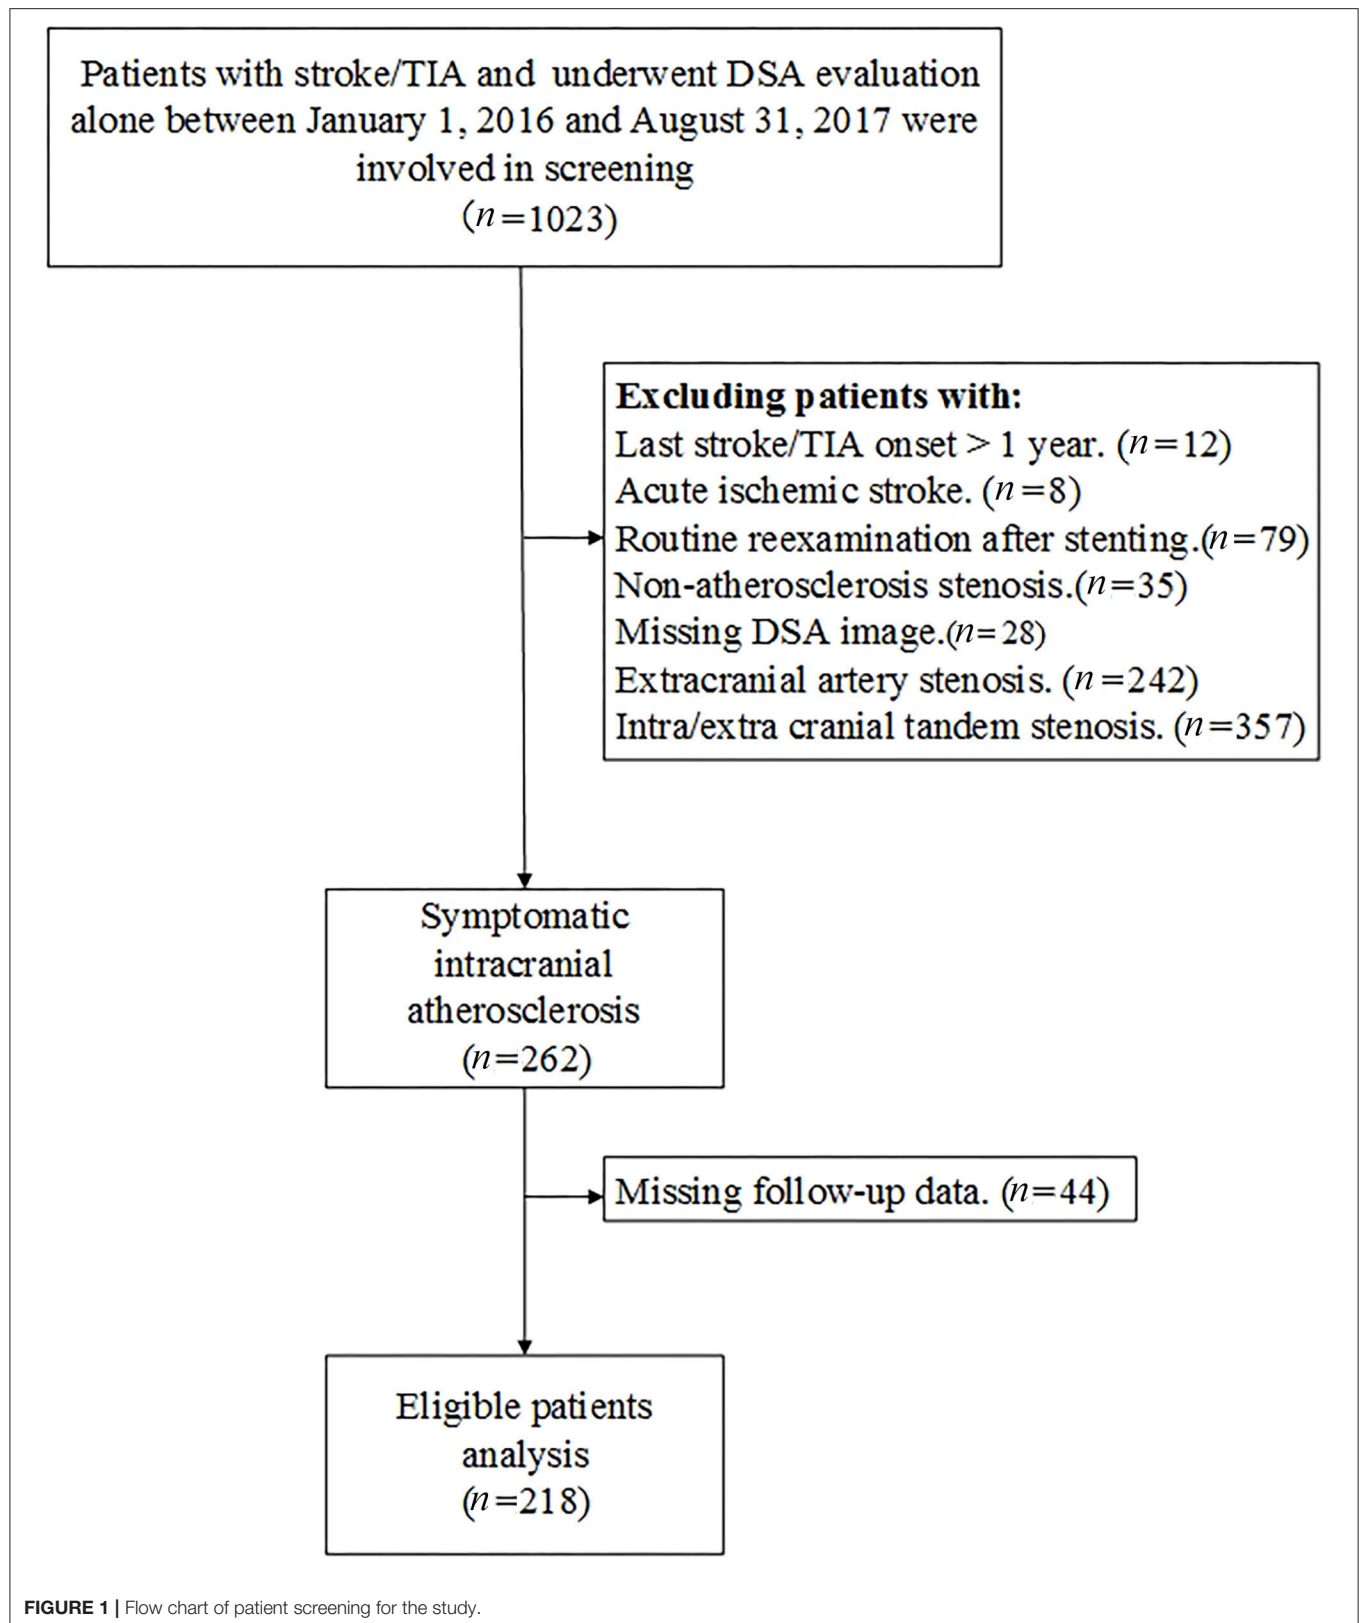 Patients with stroke/TIA and underwent DSA evaluation
alone between January 1, 2016 and August 31, 2017 were
involved in screening
(n=1023)
Excluding patients with:
Last stroke/TIA onset > 1 year. (n=12)
Acute ischemic stroke. (n=8)
Routine reexamination after stenting.(n=79)
Non-atherosclerosis stenosis.(n=35)
Missing DSA image.(n=28)
Extracranial artery stenosis. (n=242)
Intra/extra cranial tandem stenosis. (n=357)
Symptomatic
intracranial
atherosclerosis
(n=262)
Missing follow-up data. (n=44)
Eligible patients
analysis
(n=218)
FIGURE 1 | Flow chart of patient screening for the study.